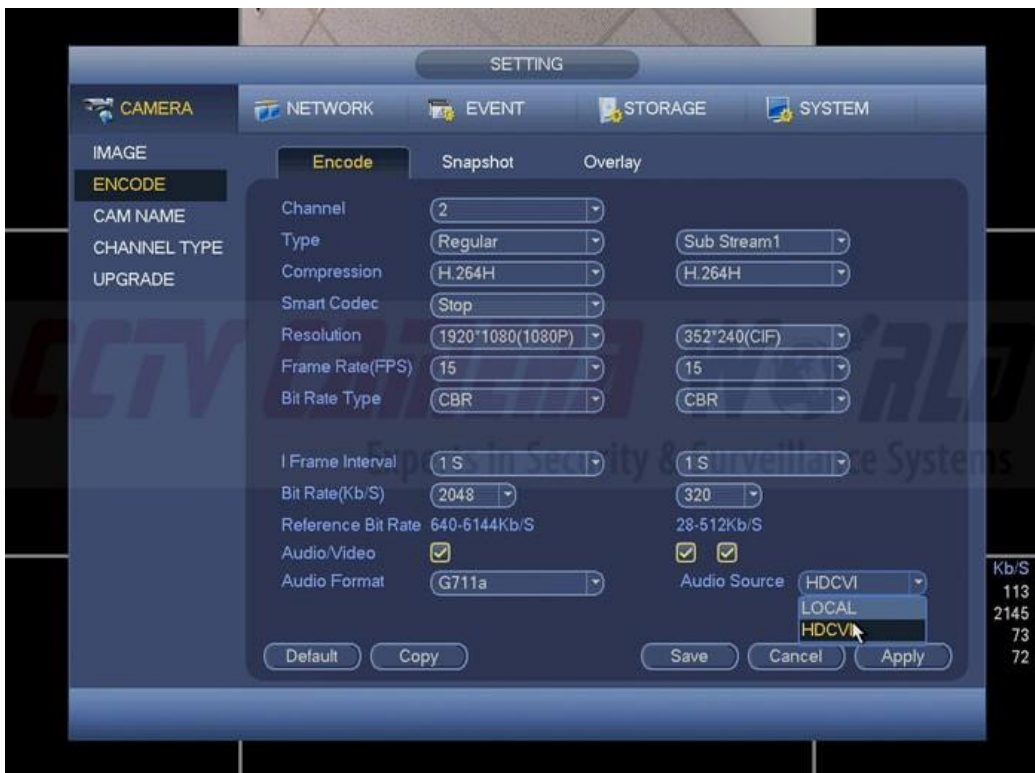 SETTING
CAMERA NETWORK EVENT STORAGE SYSTEM
IMAGE
ENCODE
CAM NAME
CHANNEL TYPE
UPGRADE
Encode Snapshot Overlay
Channel 2
Type Regular Sub Stream1
Compression H.264H H.264H
Smart Codec Stop
Resolution 1920*1080(1080P) 352*240(CIF)
Frame Rate(FPS) 15 15
Bit Rate Type CBR CBR
CCTV CAMERA WORLD
Experts in Security & Surveillance Systems
I Frame Interval 1 S 1 S
Bit Rate(Kb/S) 2048 320
Reference Bit Rate 640-6144Kb/S 28-512Kb/S
Audio/Video
Audio Format G711a Audio Source HDCVI
LOCAL
HDCVI
Default Copy Save Cancel Apply
Kb/S
113
2145
73
72